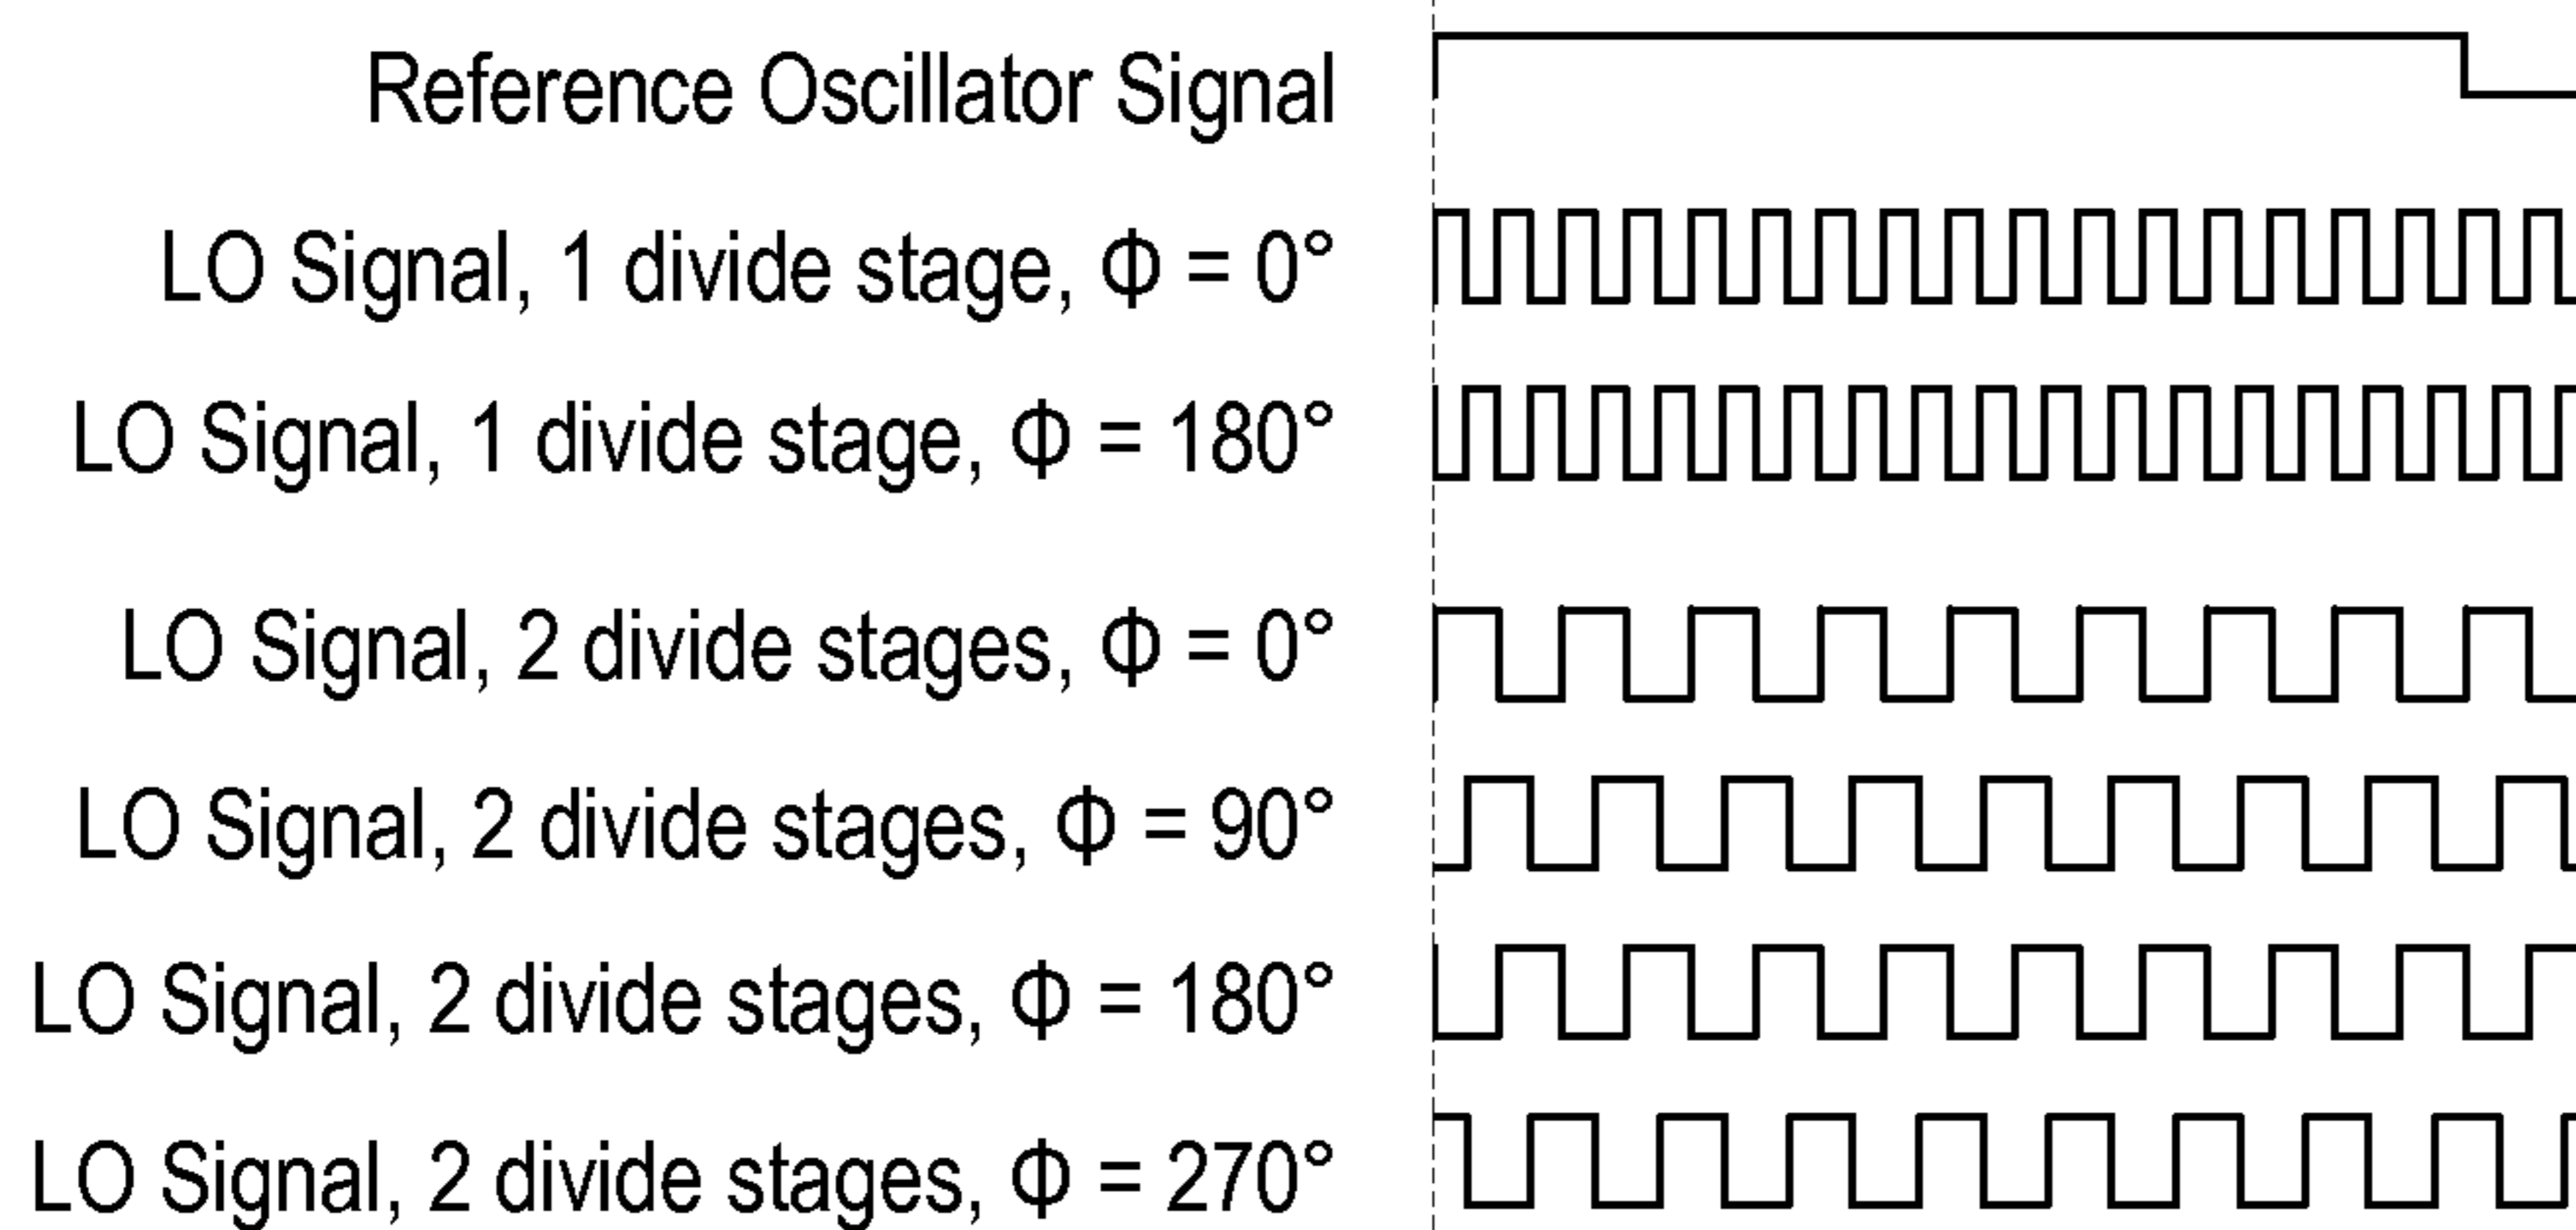 Reference Oscillator Signal
LO Signal, 1 divide stage, Φ = 0°
LO Signal, 1 divide stage, Φ = 180°
LO Signal, 2 divide stages, Φ = 0°
LO Signal, 2 divide stages, Φ = 90°
LO Signal, 2 divide stages, Φ = 180°
LO Signal, 2 divide stages, Φ = 270°